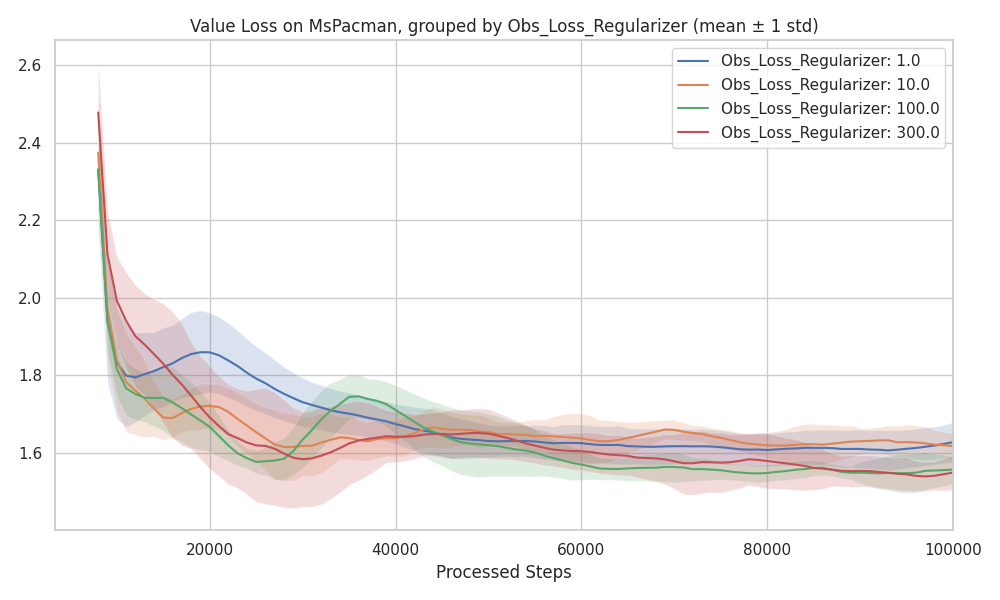 Value Loss on MsPacman, grouped by Obs_Loss_Regularizer (mean ± 1 std)
Obs_Loss_Regularizer: 1.0
Obs_Loss_Regularizer: 10.0
Obs_Loss_Regularizer: 100.0
Obs_Loss_Regularizer: 300.0
2.6
2.4
2.2
2.0
1.8
1.6
20000
40000
60000
80000
100000
Processed Steps